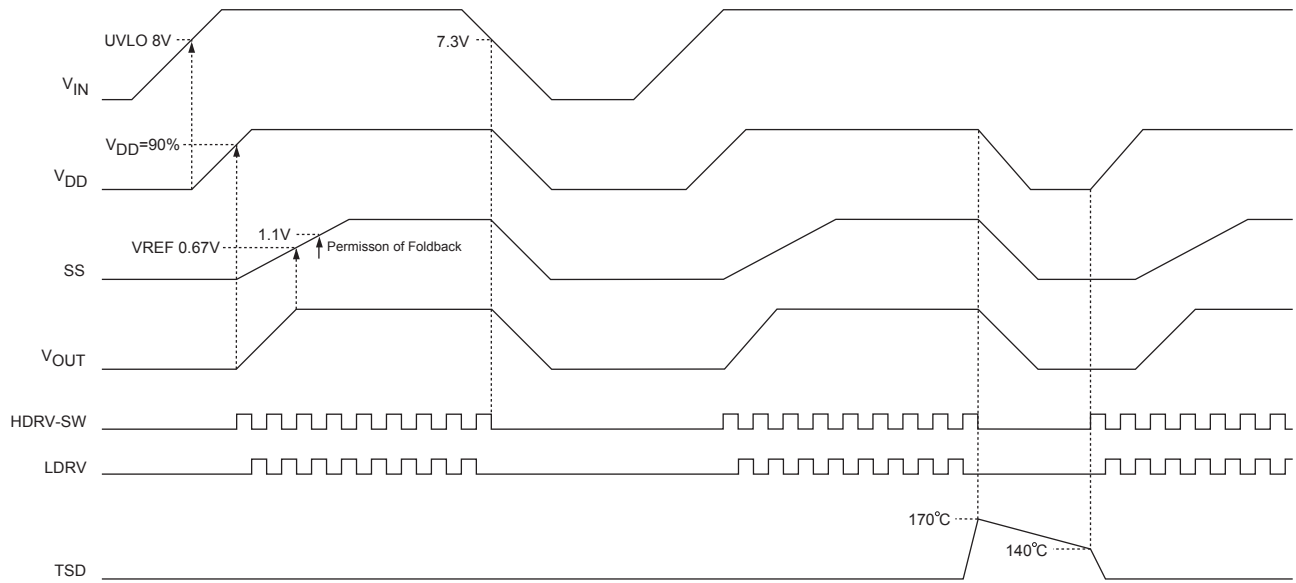 UVLO 8V
7.3V
VIN
VDD=90%
VDD
1.1V
VREF 0.67V
Permisson of Foldback
SS
VOUT
HDRV-SW
LDRV
170°C
140°C
TSD